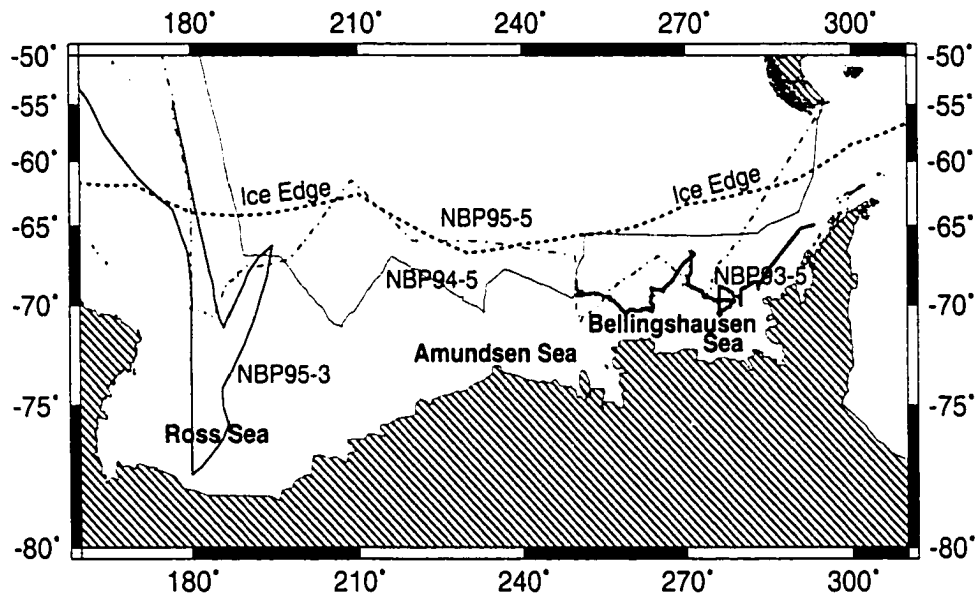 180° 210° 240° 270° 300°
-50° -50°
-55° -55°
-60° -60°
Ice Edge Ice Edge
-65° NBP95-5 -65°
NBP94-5 NBP93-5
-70° -70°
Bellingshausen
Sea
Amundsen Sea
NBP95-3
-75° -75°
Ross Sea
-80° -80°
180° 210° 240° 270° 300°